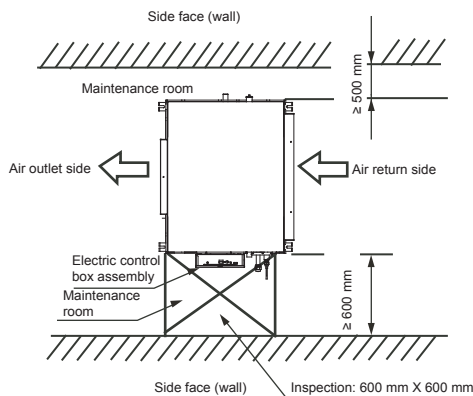 Side face (wall)
≥ 500 mm
Maintenance room
Air outlet side
Air return side
Electric control
box assembly
Maintenance
room
≥ 600 mm
Side face (wall)
Inspection: 600 mm X 600 mm